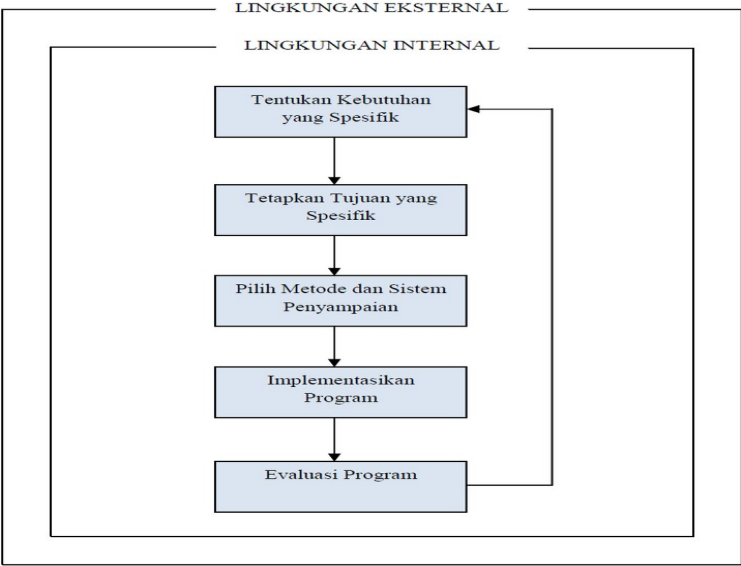 LINGKUNGAN EKSTERNAL
LINGKUNGAN INTERNAL
Tentukan Kebutuhan
yang Spesifik
Tetapkan Tujuan yang
Spesifik
Pilih Metode dan Sistem
Penyampaian
Implementasikan
Program
Evaluasi Program